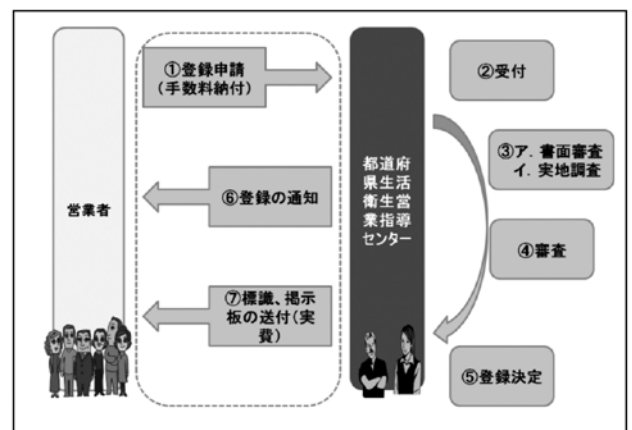 ①登録申請
(手数料納付)
②受付
③ア．書面審査
イ．実地調査
都道府
県生活
衛生営
業指導
センター
営業者
⑥登録の通知
④審査
⑦標識、掲示
板の送付(実
費)
⑤登録決定